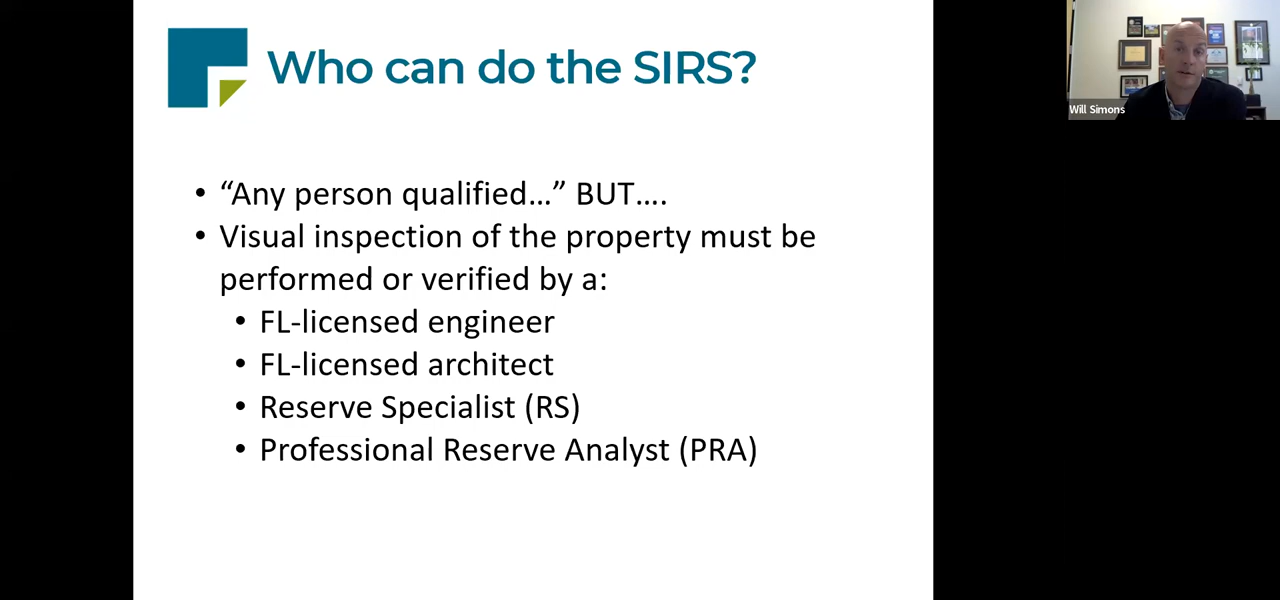 Who can do the SIRS?
Will Simons
• “Any person qualified...” BUT....
• Visual inspection of the property must be
performed or verified by a:
• FL-licensed engineer
• FL-licensed architect
• Reserve Specialist (RS)
• Professional Reserve Analyst (PRA)